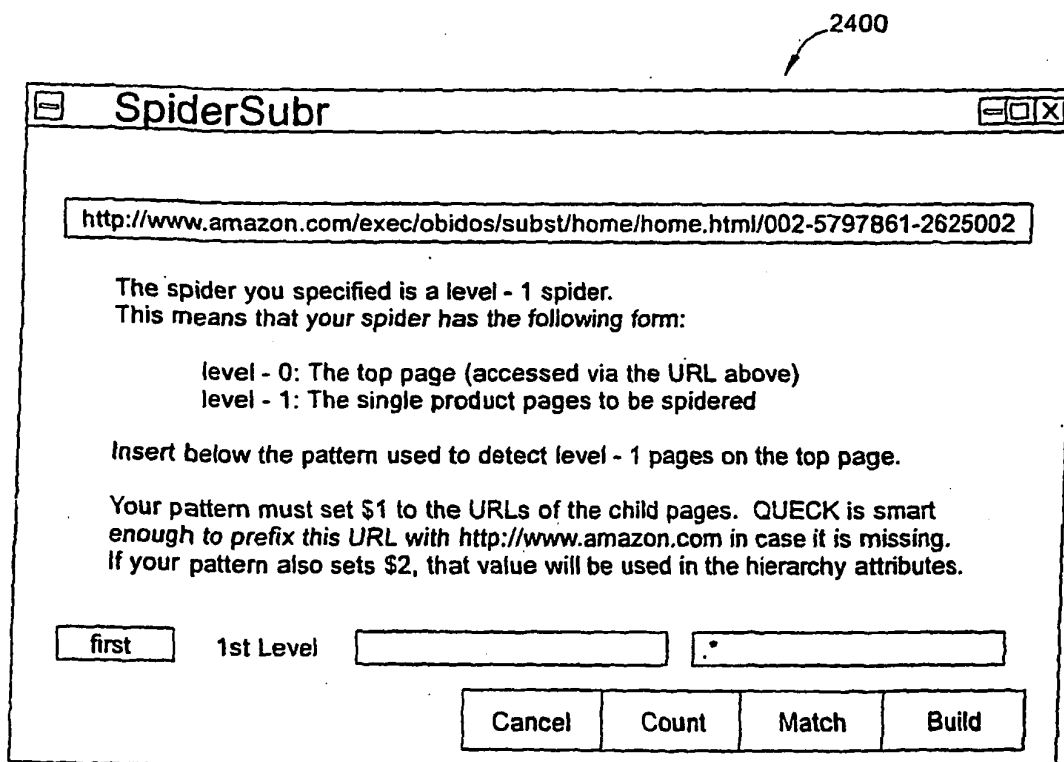 2400
SpiderSubr
http://www.amazon.com/exec/obidos/subst/home/home.html/002-5797861-2625002
The spider you specified is a level - 1 spider.
This means that your spider has the following form:
level - 0: The top page (accessed via the URL above)
level - 1: The single product pages to be spidered
Insert below the pattern used to detect level - 1 pages on the top page.
Your pattern must set $1 to the URLs of the child pages. QUECK is smart
enough to prefix this URL with http://www.amazon.com in case it is missing.
If your pattern also sets $2, that value will be used in the hierarchy attributes.
first 1st Level .*
Cancel Count Match Build